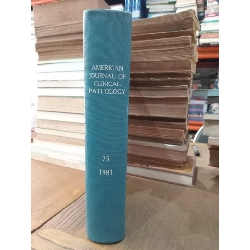 AMERICAN
JOURNAL OF
CLINICAL
PATHOLOGY
75
1981